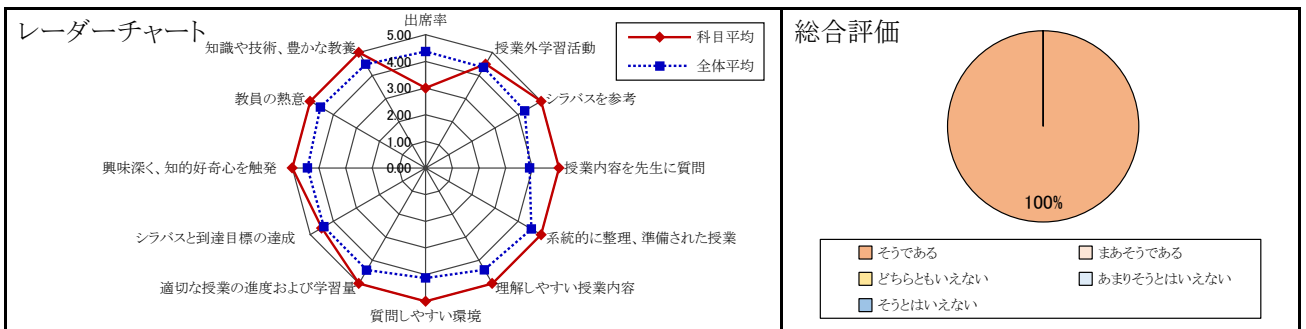 レーダーチャート
出席率
授業外学習活動
シラバスを参考
授業内容を先生に質問
系統的に整理、準備された授業
理解しやすい授業内容
質問しやすい環境
適切な授業の進度および学習量
シラバスと到達目標の達成
興味深く、知的好奇心を触発
教員の熱意
知識や技術、豊かな教養
5.00
4.00
3.00
2.00
1.00
0.00
科目平均
全体平均
総合評価
100%
そうである
まあそうである
どちらともいえない
あまりそうとはいえない
そうとはいえない